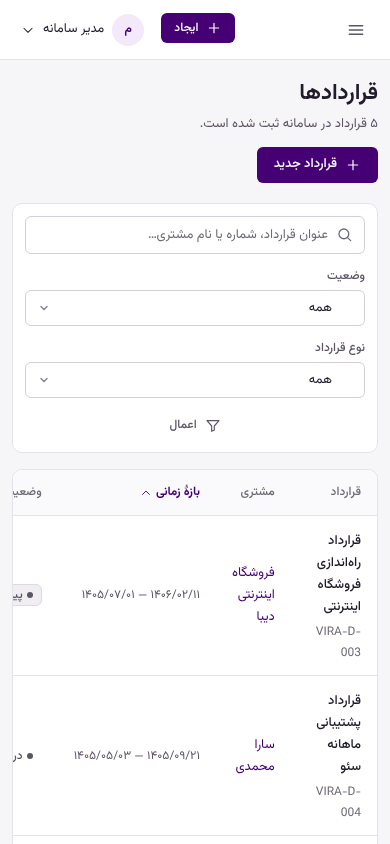 ایجاد
م
مدیر سامانه
قراردادها
۵ قرارداد در سامانه ثبت شده است.
قرارداد جدید
عنوان قرارداد، شماره یا نام مشتری...
وضعیت
همه
نوع قرارداد
همه
اعمال
قرارداد مشتری بازهٔ زمانی
قرارداد
راه‌اندازی
فروشگاه
اینترنتی
VIRA-D-
003
فروشگاه
اینترنتی
دیبا
۱۴۰۵/۰۷/۰۱ — ۱۴۰۶/۰۲/۱۱
قرارداد
پشتیبانی
ماهانه
سئو
VIRA-D-
004
سارا
محمدی
۱۴۰۵/۰۵/۰۳ — ۱۴۰۵/۰۹/۲۱